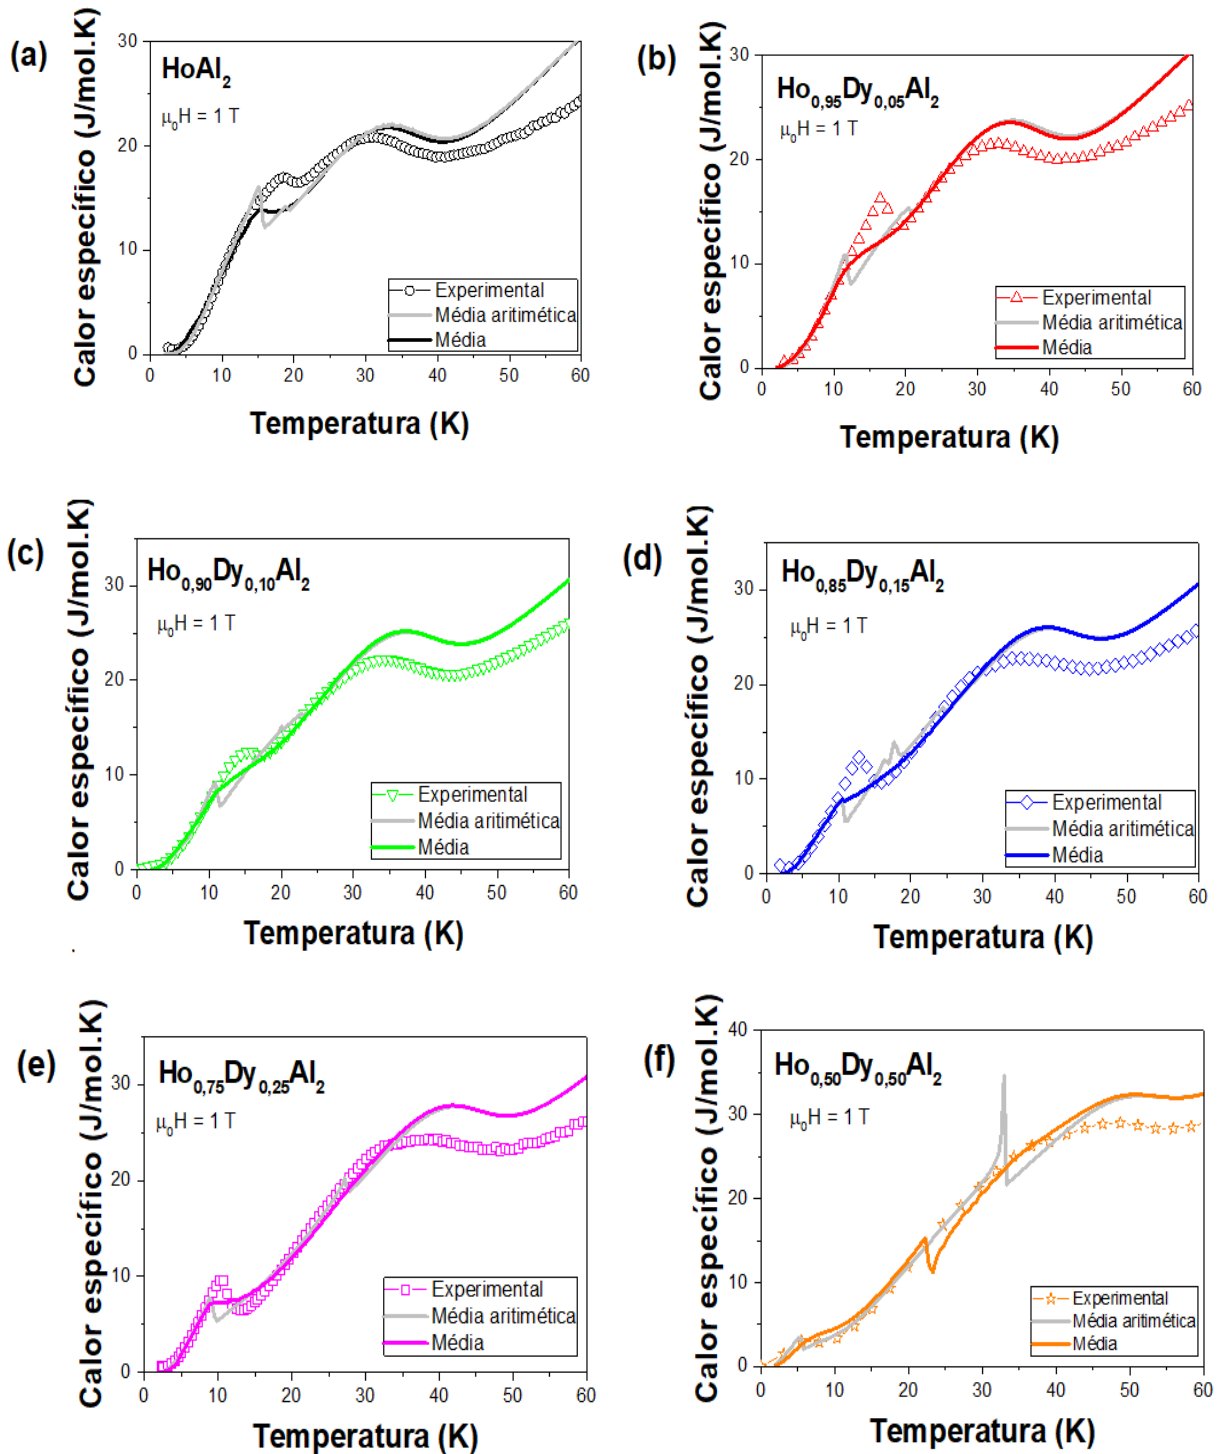 (a)
Calor específico (J/mol.K)
30
20
10
0
HoAl2
μ0H = 1 T
Experimental
Média aritimética
Média
0 10 20 30 40 50 60
Temperatura (K)
(b)
Calor específico (J/mol.K)
30
20
10
0
Ho0,95Dy0,05Al2
μ0H = 1 T
Experimental
Média aritimética
Média
0 10 20 30 40 50 60
Temperatura (K)
(c)
Calor específico (J/mol.K)
30
20
10
0
Ho0,90Dy0,10Al2
μ0H = 1 T
Experimental
Média aritimética
Média
0 10 20 30 40 50 60
Temperatura (K)
(d)
Calor específico (J/mol.K)
30
20
10
0
Ho0,85Dy0,15Al2
μ0H = 1 T
Experimental
Média aritimética
Média
0 10 20 30 40 50 60
Temperatura (K)
(e)
Calor específico (J/mol.K)
30
20
10
0
Ho0,75Dy0,25Al2
μ0H = 1 T
Experimental
Média aritimética
Média
0 10 20 30 40 50 60
Temperatura (K)
(f)
Calor específico (J/mol.K)
40
30
20
10
0
Ho0,50Dy0,50Al2
μ0H = 1 T
Experimental
Média aritimética
Média
0 10 20 30 40 50 60
Temperatura (K)